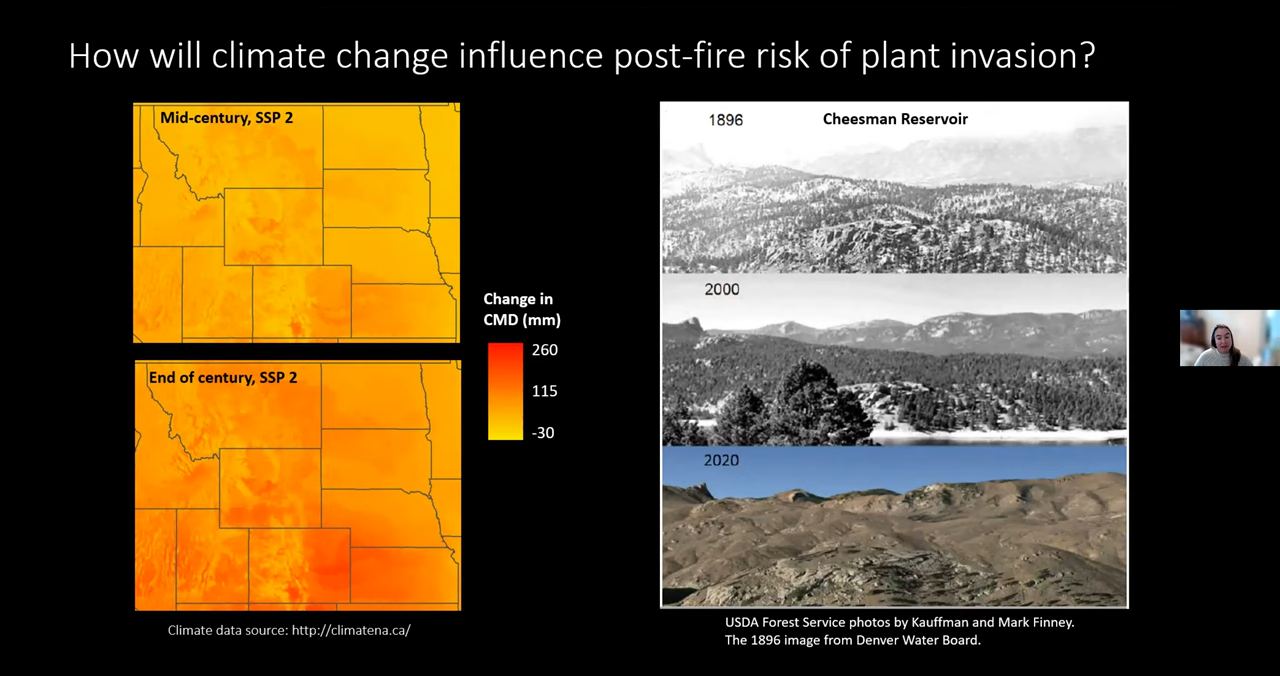 How will climate change influence post-fire risk of plant invasion?
Mid-century, SSP 2
End of century, SSP 2
Change in
CMD (mm)
260
115
-30
Climate data source: http://climatena.ca/
1896
Cheesman Reservoir
2000
2020
USDA Forest Service photos by Kauffman and Mark Finney.
The 1896 image from Denver Water Board.